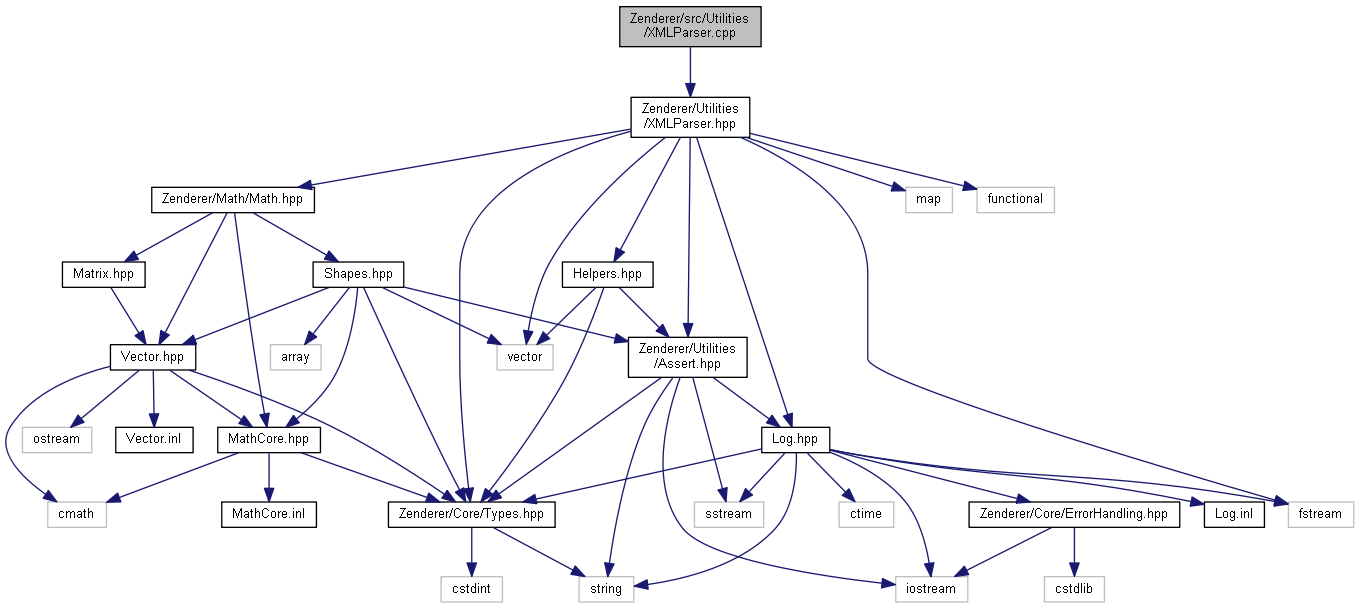 Zenderer/src/Utilities
/XMLParser.cpp
Zenderer/Utilities
/XMLParser.hpp
Zenderer/Math/Math.hpp
map
functional
Matrix.hpp
Shapes.hpp
Helpers.hpp
Vector.hpp
array
vector
Zenderer/Utilities
/Assert.hpp
ostream
Vector.inl
MathCore.hpp
Log.hpp
cmath
MathCore.inl
Zenderer/Core/Types.hpp
sstream
ctime
Zenderer/Core/ErrorHandling.hpp
Log.inl
fstream
cstdint
string
iostream
cstdlib